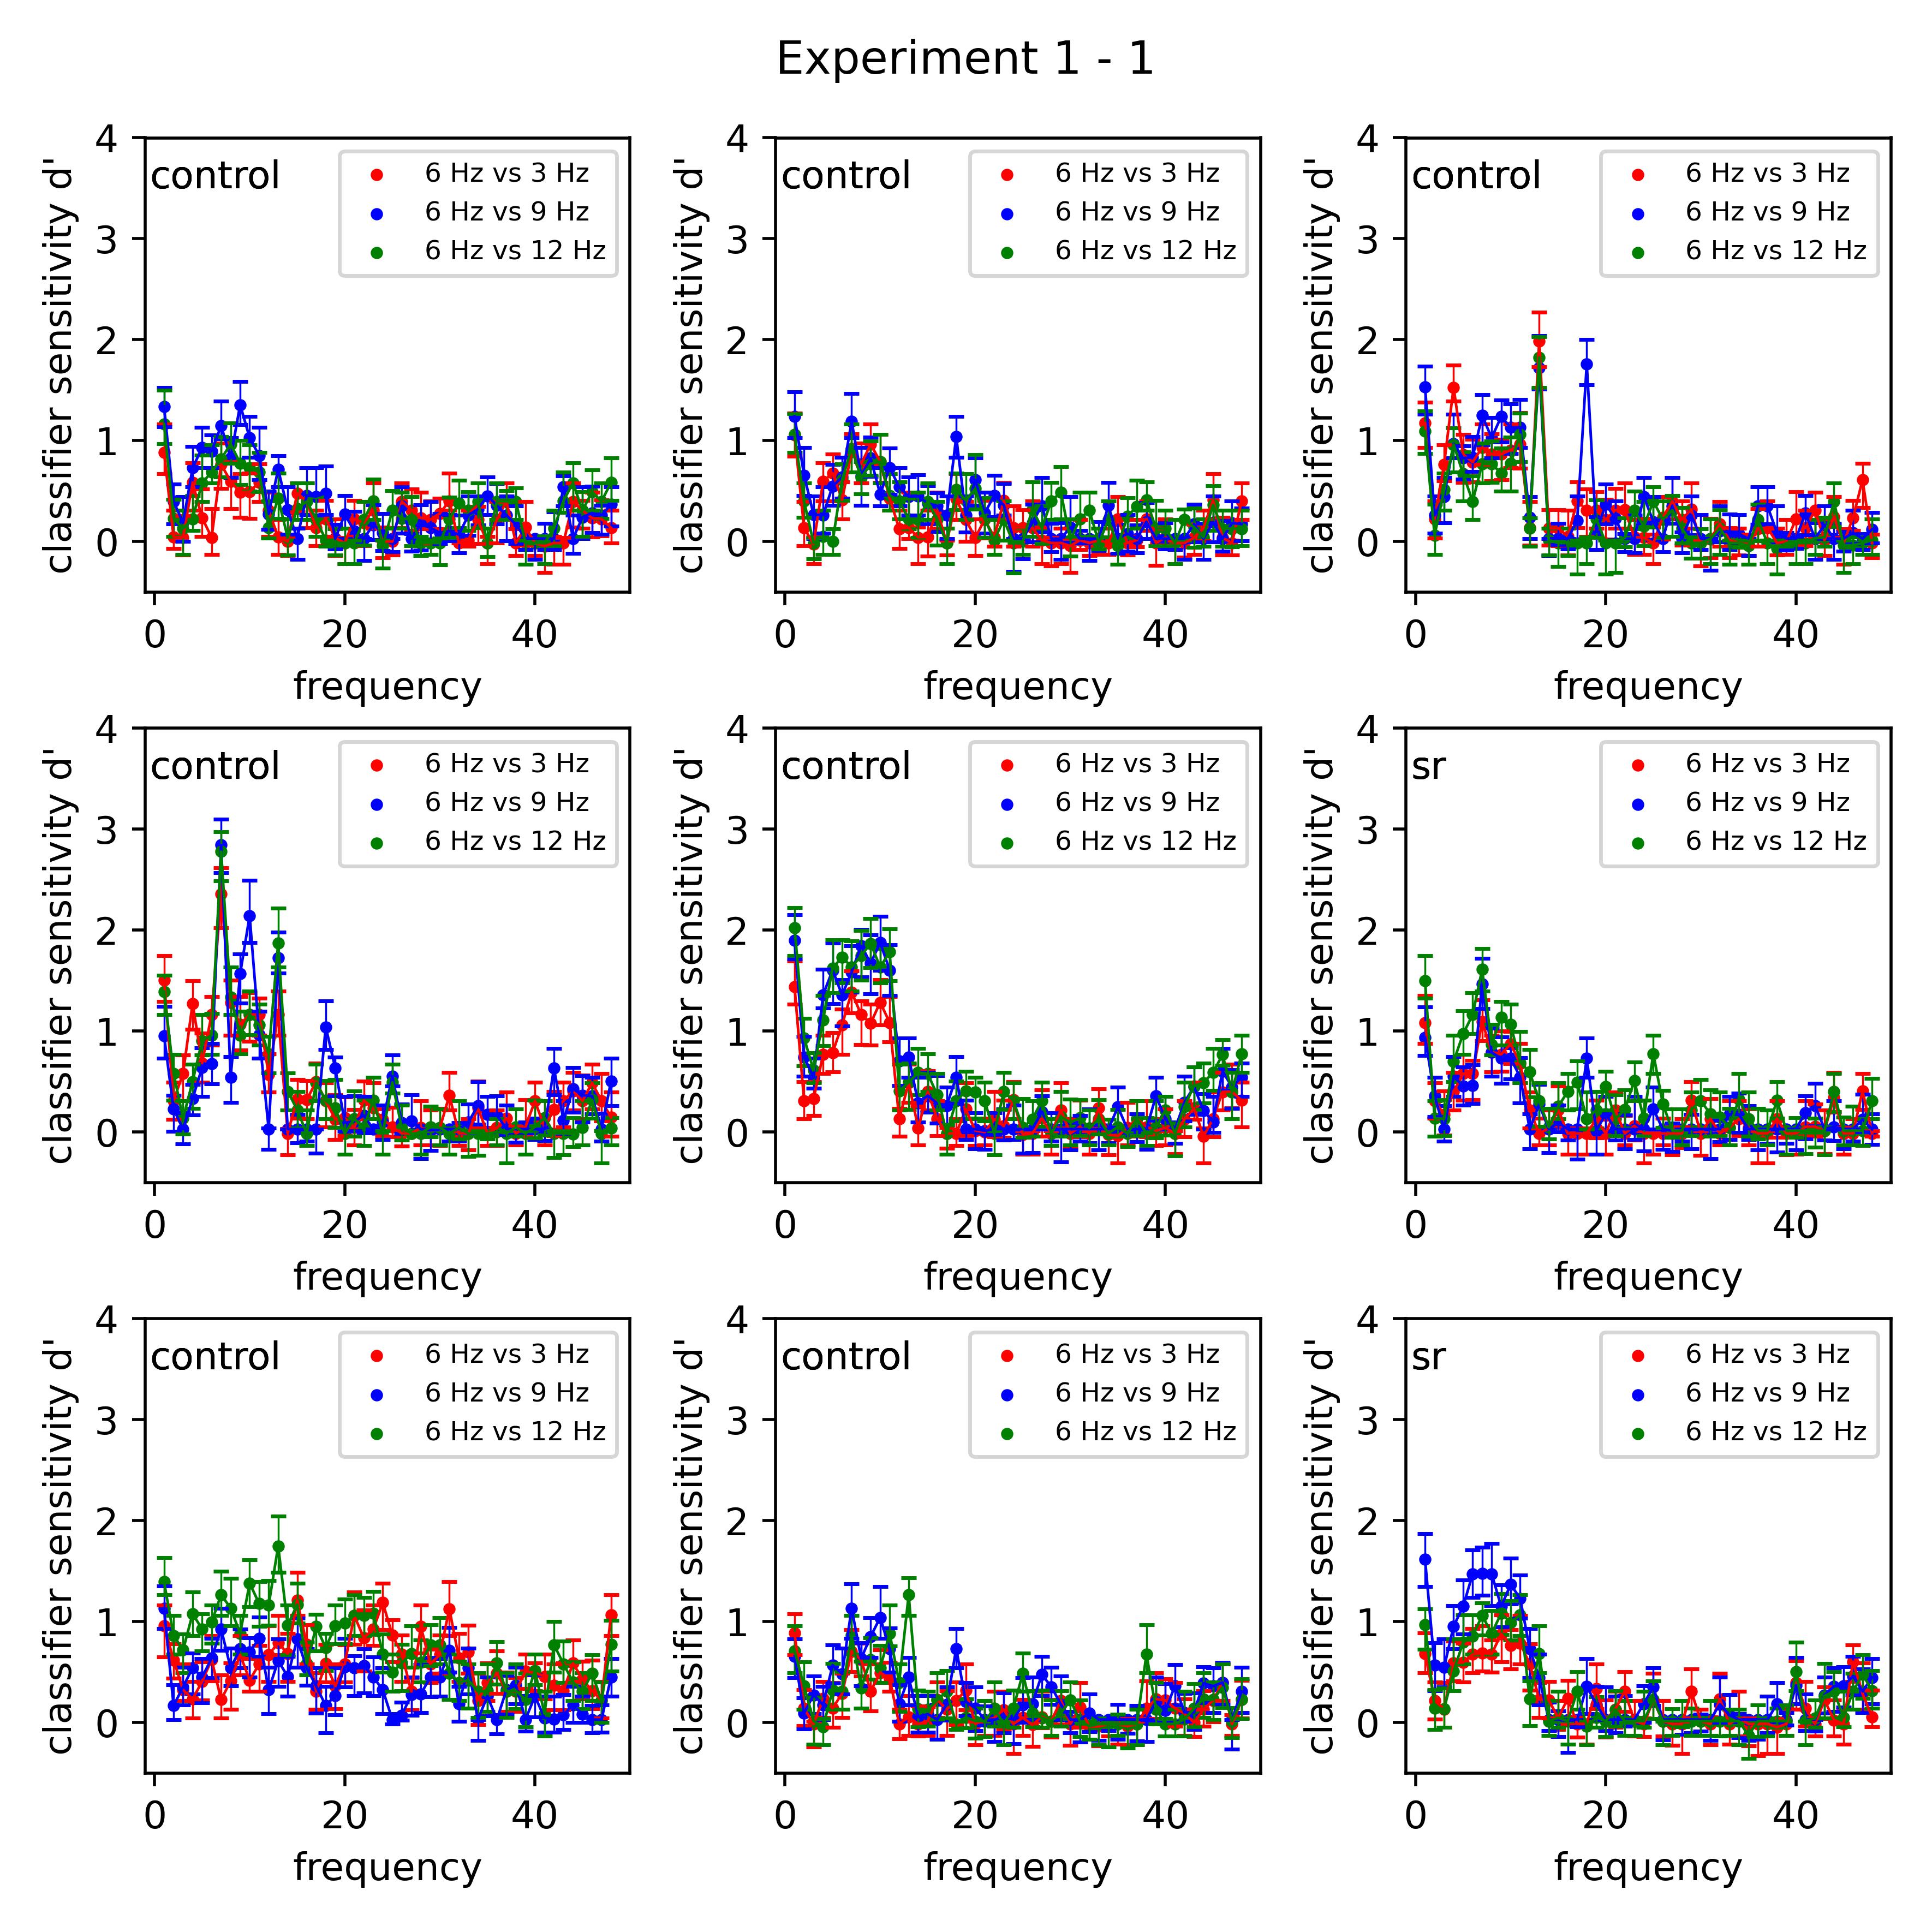 Experiment 1 - 1
classifier sensitivity d'
4
3
2
1
0
control
6 Hz vs 3 Hz
6 Hz vs 9 Hz
6 Hz vs 12 Hz
0 20 40
frequency
classifier sensitivity d'
4
3
2
1
0
control
6 Hz vs 3 Hz
6 Hz vs 9 Hz
6 Hz vs 12 Hz
0 20 40
frequency
classifier sensitivity d'
4
3
2
1
0
control
6 Hz vs 3 Hz
6 Hz vs 9 Hz
6 Hz vs 12 Hz
0 20 40
frequency
classifier sensitivity d'
4
3
2
1
0
control
6 Hz vs 3 Hz
6 Hz vs 9 Hz
6 Hz vs 12 Hz
0 20 40
frequency
classifier sensitivity d'
4
3
2
1
0
control
6 Hz vs 3 Hz
6 Hz vs 9 Hz
6 Hz vs 12 Hz
0 20 40
frequency
classifier sensitivity d'
4
3
2
1
0
sr
6 Hz vs 3 Hz
6 Hz vs 9 Hz
6 Hz vs 12 Hz
0 20 40
frequency
classifier sensitivity d'
4
3
2
1
0
control
6 Hz vs 3 Hz
6 Hz vs 9 Hz
6 Hz vs 12 Hz
0 20 40
frequency
classifier sensitivity d'
4
3
2
1
0
control
6 Hz vs 3 Hz
6 Hz vs 9 Hz
6 Hz vs 12 Hz
0 20 40
frequency
classifier sensitivity d'
4
3
2
1
0
sr
6 Hz vs 3 Hz
6 Hz vs 9 Hz
6 Hz vs 12 Hz
0 20 40
frequency